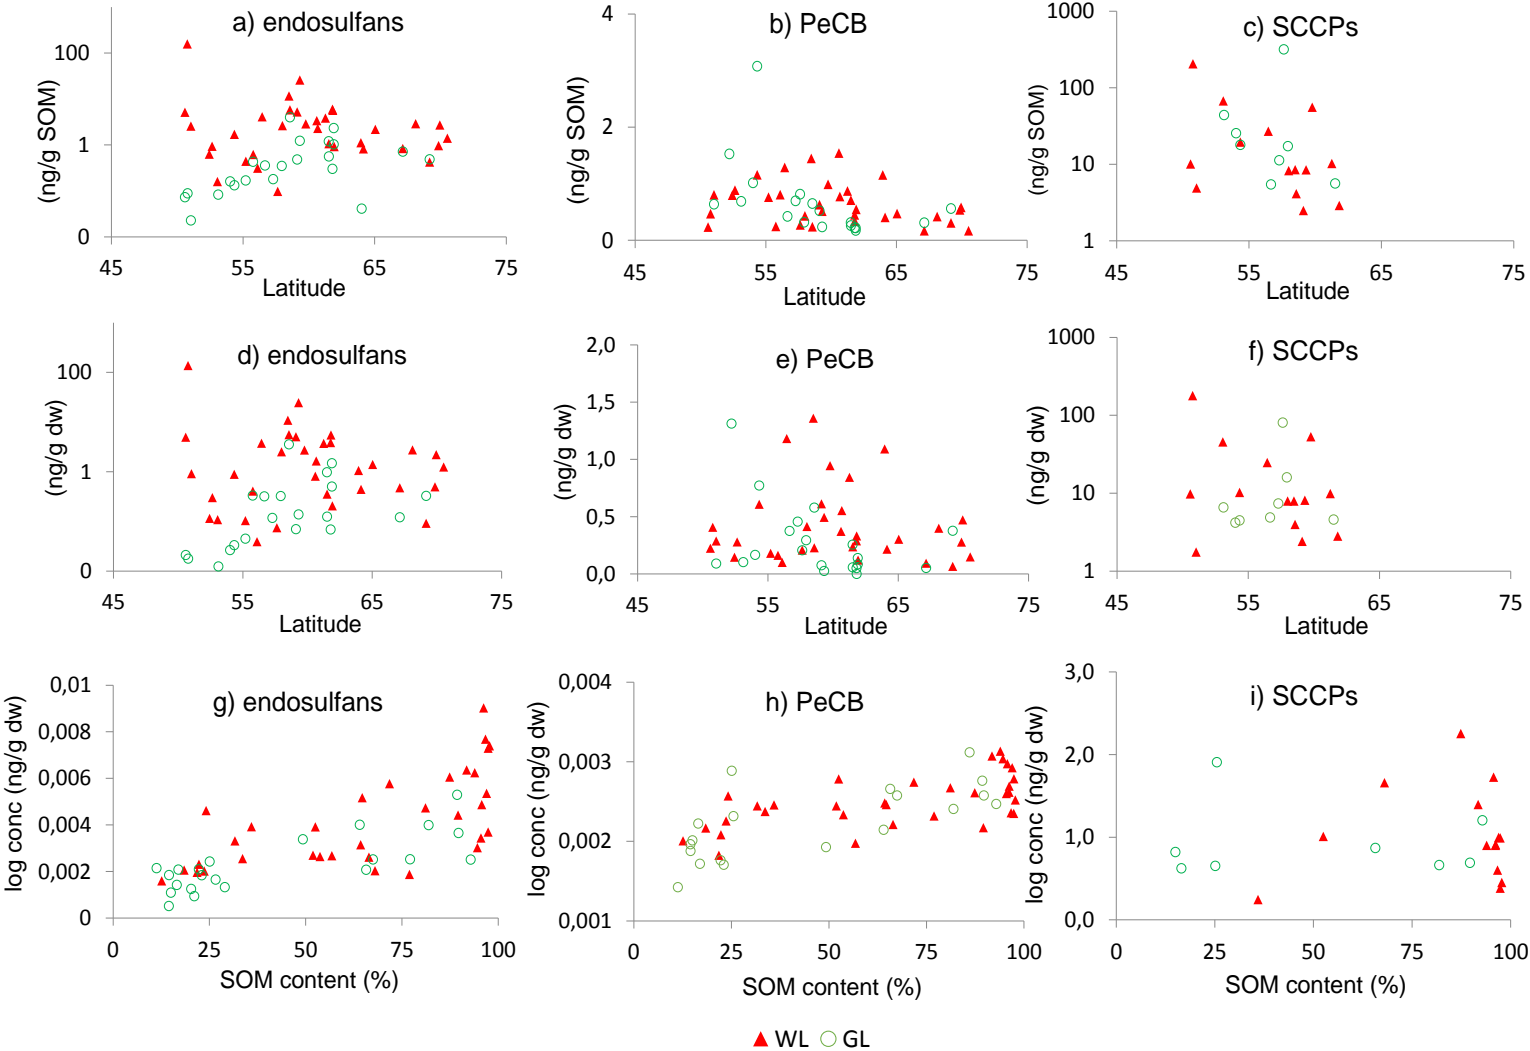 a) endosulfans
(ng/g SOM)
100
1
0
45 55 65 75
Latitude
b) PeCB
(ng/g SOM)
4
2
0
45 55 65 75
Latitude
c) SCCPs
(ng/g SOM)
1000
100
10
1
45 55 65 75
Latitude
d) endosulfans
(ng/g dw)
100
1
0
45 55 65 75
Latitude
e) PeCB
(ng/g dw)
2,0
1,5
1,0
0,5
0,0
45 55 65 75
Latitude
f) SCCPs
(ng/g dw)
1000
100
10
1
45 55 65 75
Latitude
g) endosulfans
log conc (ng/g dw)
0,01
0,008
0,006
0,004
0,002
0
0 25 50 75 100
SOM content (%)
h) PeCB
log conc (ng/g dw)
0,004
0,003
0,002
0,001
0 25 50 75 100
SOM content (%)
i) SCCPs
log conc (ng/g dw)
3,0
2,0
1,0
0,0
0 25 50 75 100
SOM content (%)
WL GL